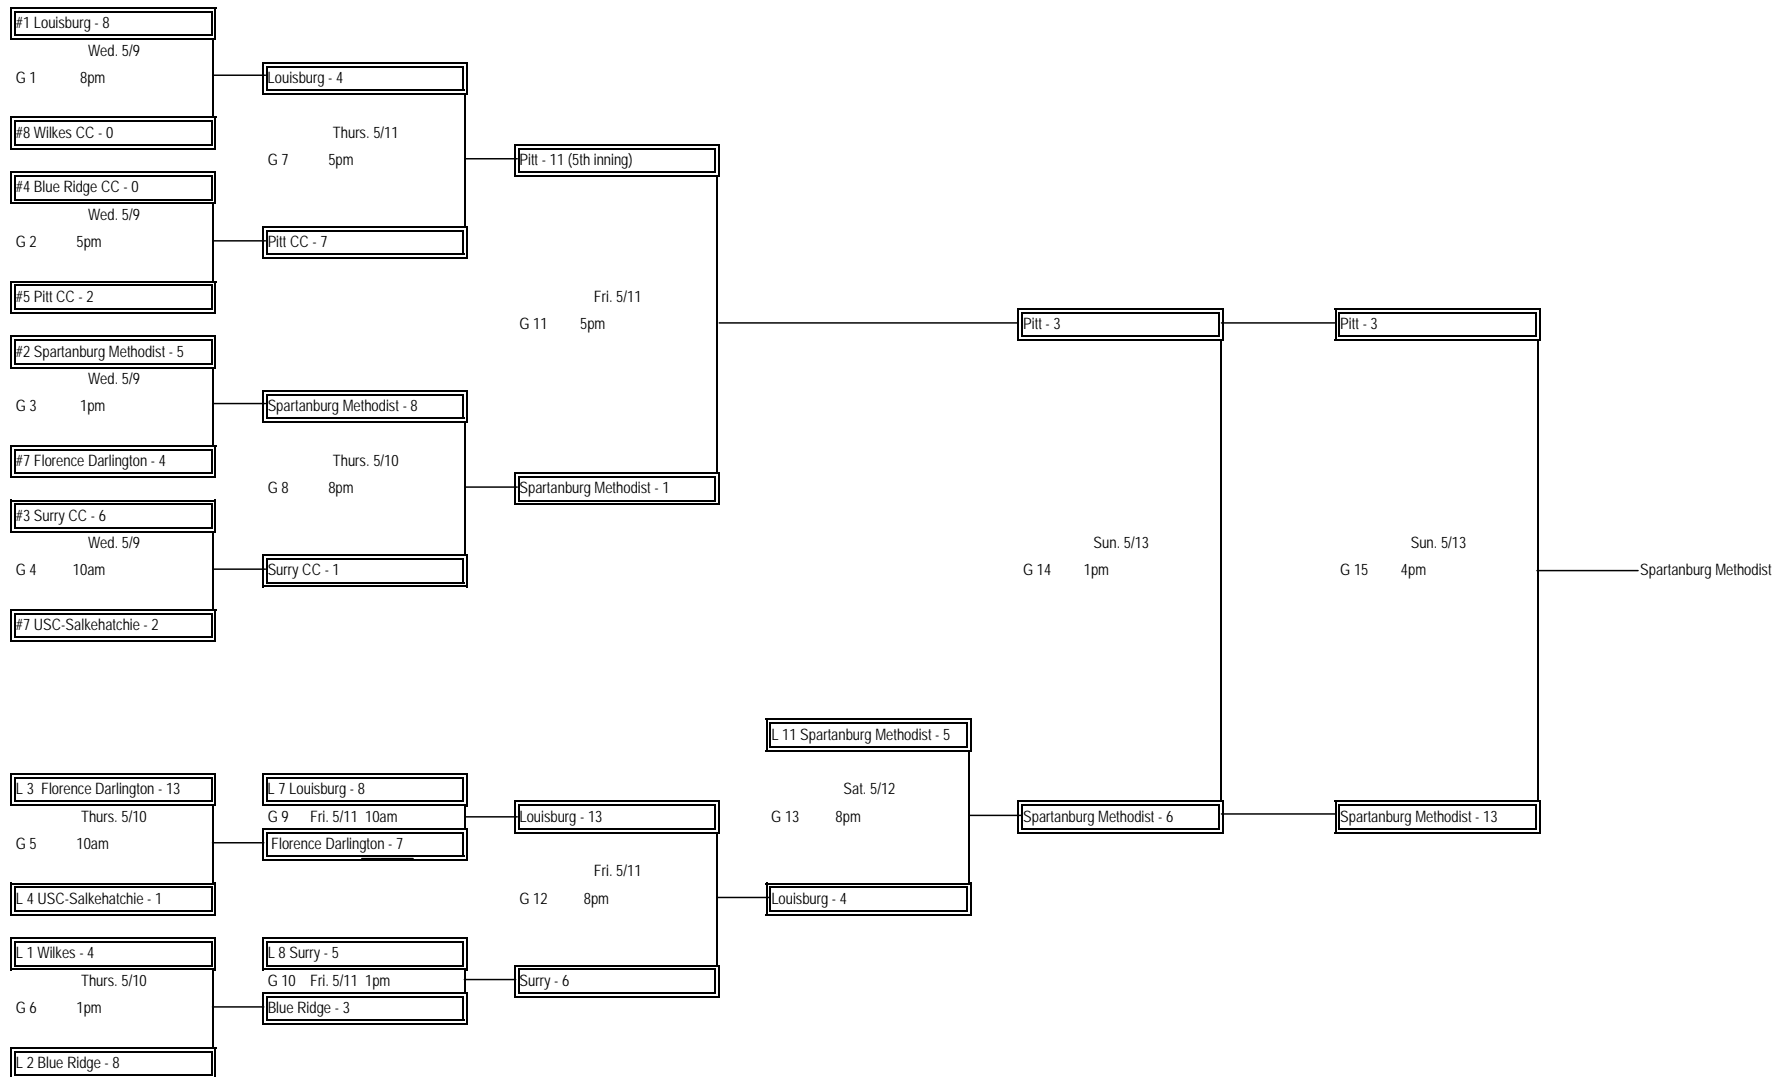 #1 Louisburg - 8
Wed. 5/9
G 1 8pm
#8 Wilkes CC - 0
#4 Blue Ridge CC - 0
Wed. 5/9
G 2 5pm
#5 Pitt CC - 2
#2 Spartanburg Methodist - 5
Wed. 5/9
G 3 1pm
#7 Florence Darlington - 4
#3 Surry CC - 6
Wed. 5/9
G 4 10am
#7 USC-Salkehatchie - 2
Louisburg - 4
Thurs. 5/11
G 7 5pm
Pitt CC - 7
Spartanburg Methodist - 8
Thurs. 5/10
G 8 8pm
Surry CC - 1
Pitt - 11 (5th inning)
Fri. 5/11
G 11 5pm
Spartanburg Methodist - 1
Pitt - 3
Sun. 5/13
G 14 1pm
Spartanburg Methodist - 6
Pitt - 3
Sun. 5/13
G 15 4pm
Spartanburg Methodist - 13
Spartanburg Methodist
L 3 Florence Darlington - 13
Thurs. 5/10
G 5 10am
L 4 USC-Salkehatchie - 1
L 1 Wilkes - 4
Thurs. 5/10
G 6 1pm
L 2 Blue Ridge - 8
L 7 Louisburg - 8
G 9 Fri. 5/11 10am
Florence Darlington - 7
L 8 Surry - 5
G 10 Fri. 5/11 1pm
Blue Ridge - 3
Louisburg - 13
Fri. 5/11
G 12 8pm
Surry - 6
L 11 Spartanburg Methodist - 5
Sat. 5/12
G 13 8pm
Louisburg - 4